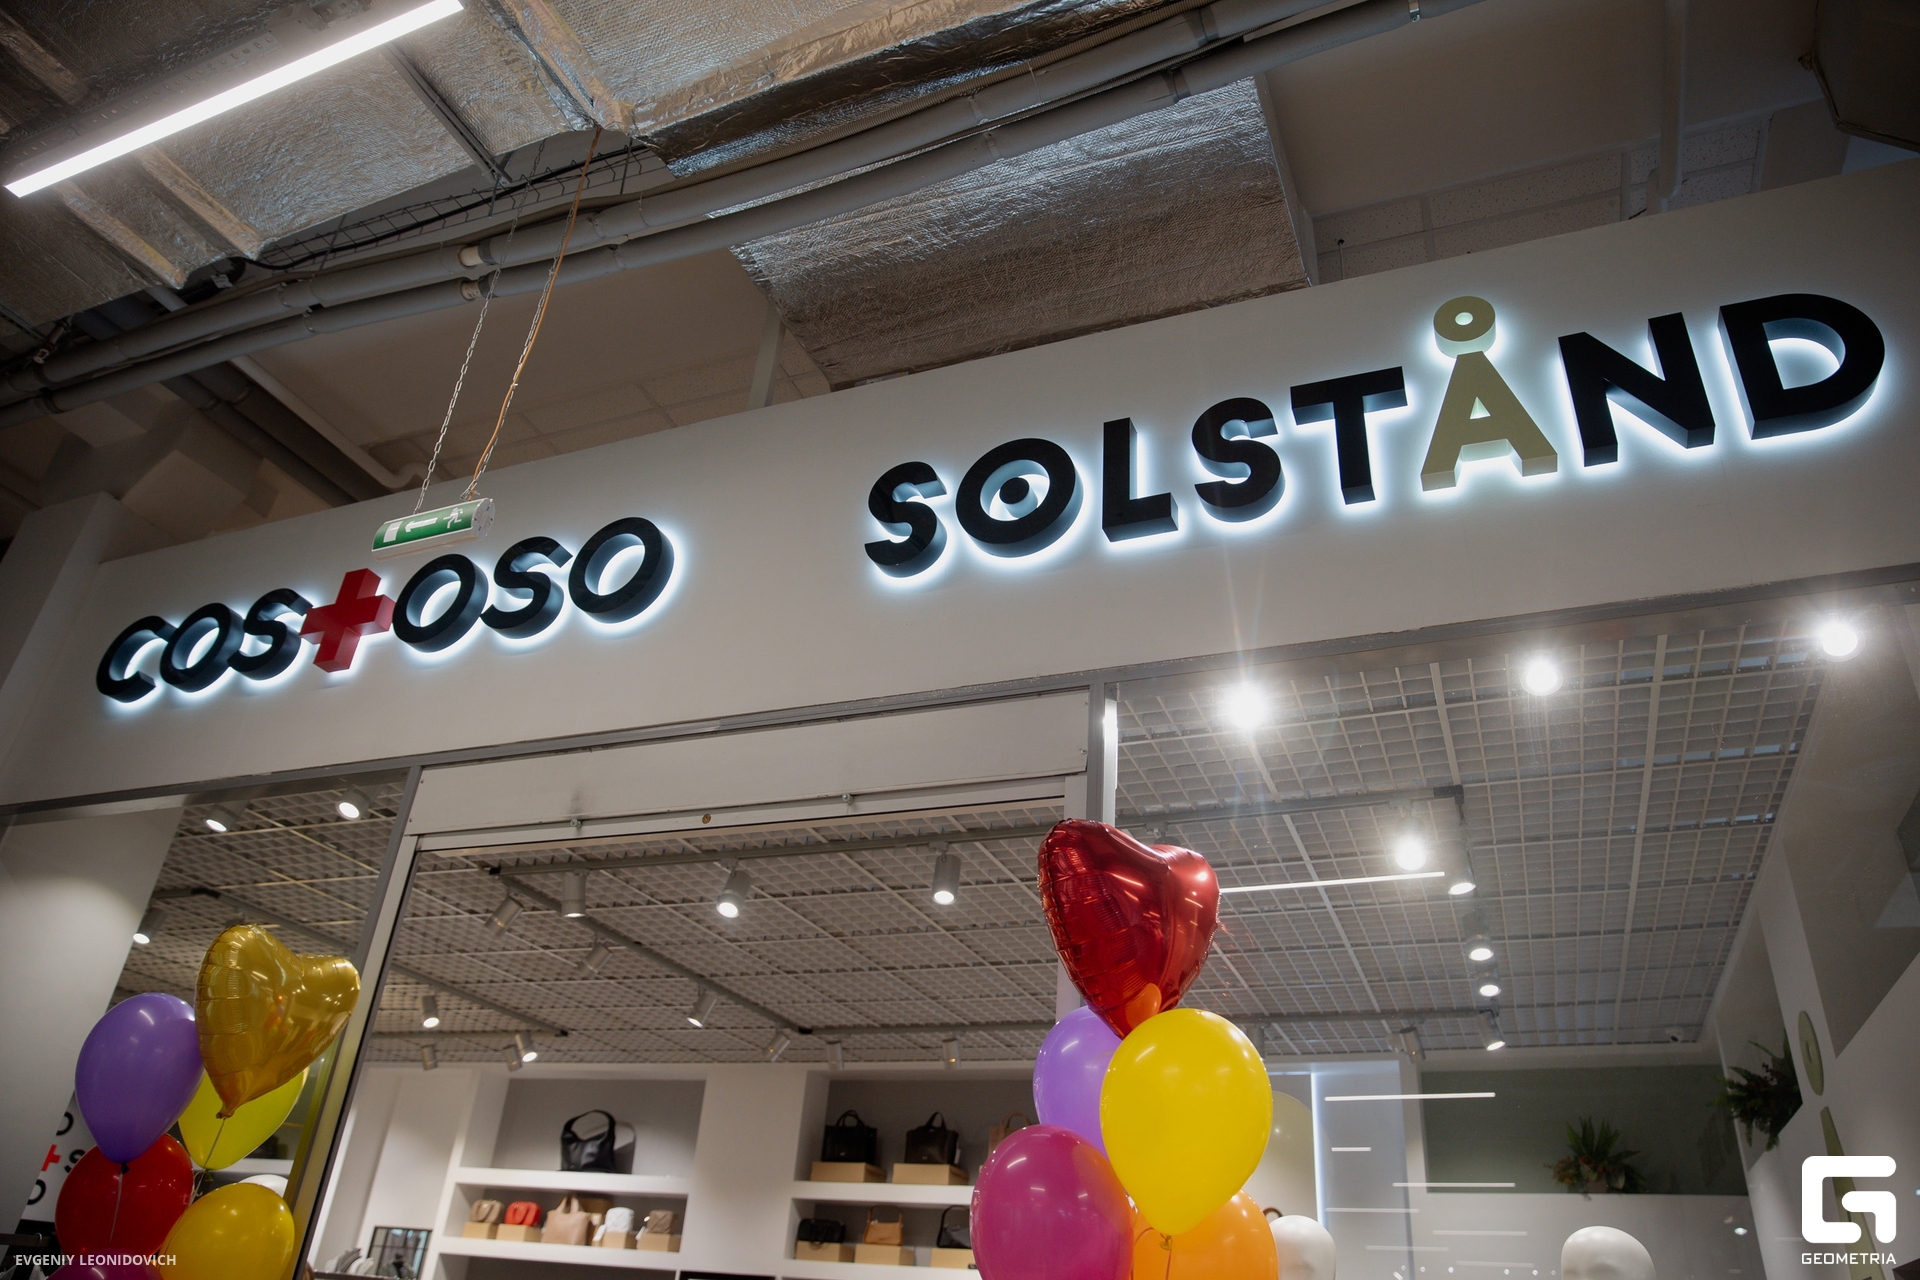 COS+OSO
SOLSTÅND
EVGENIY LEONIDOVICH
GEOMETRIA